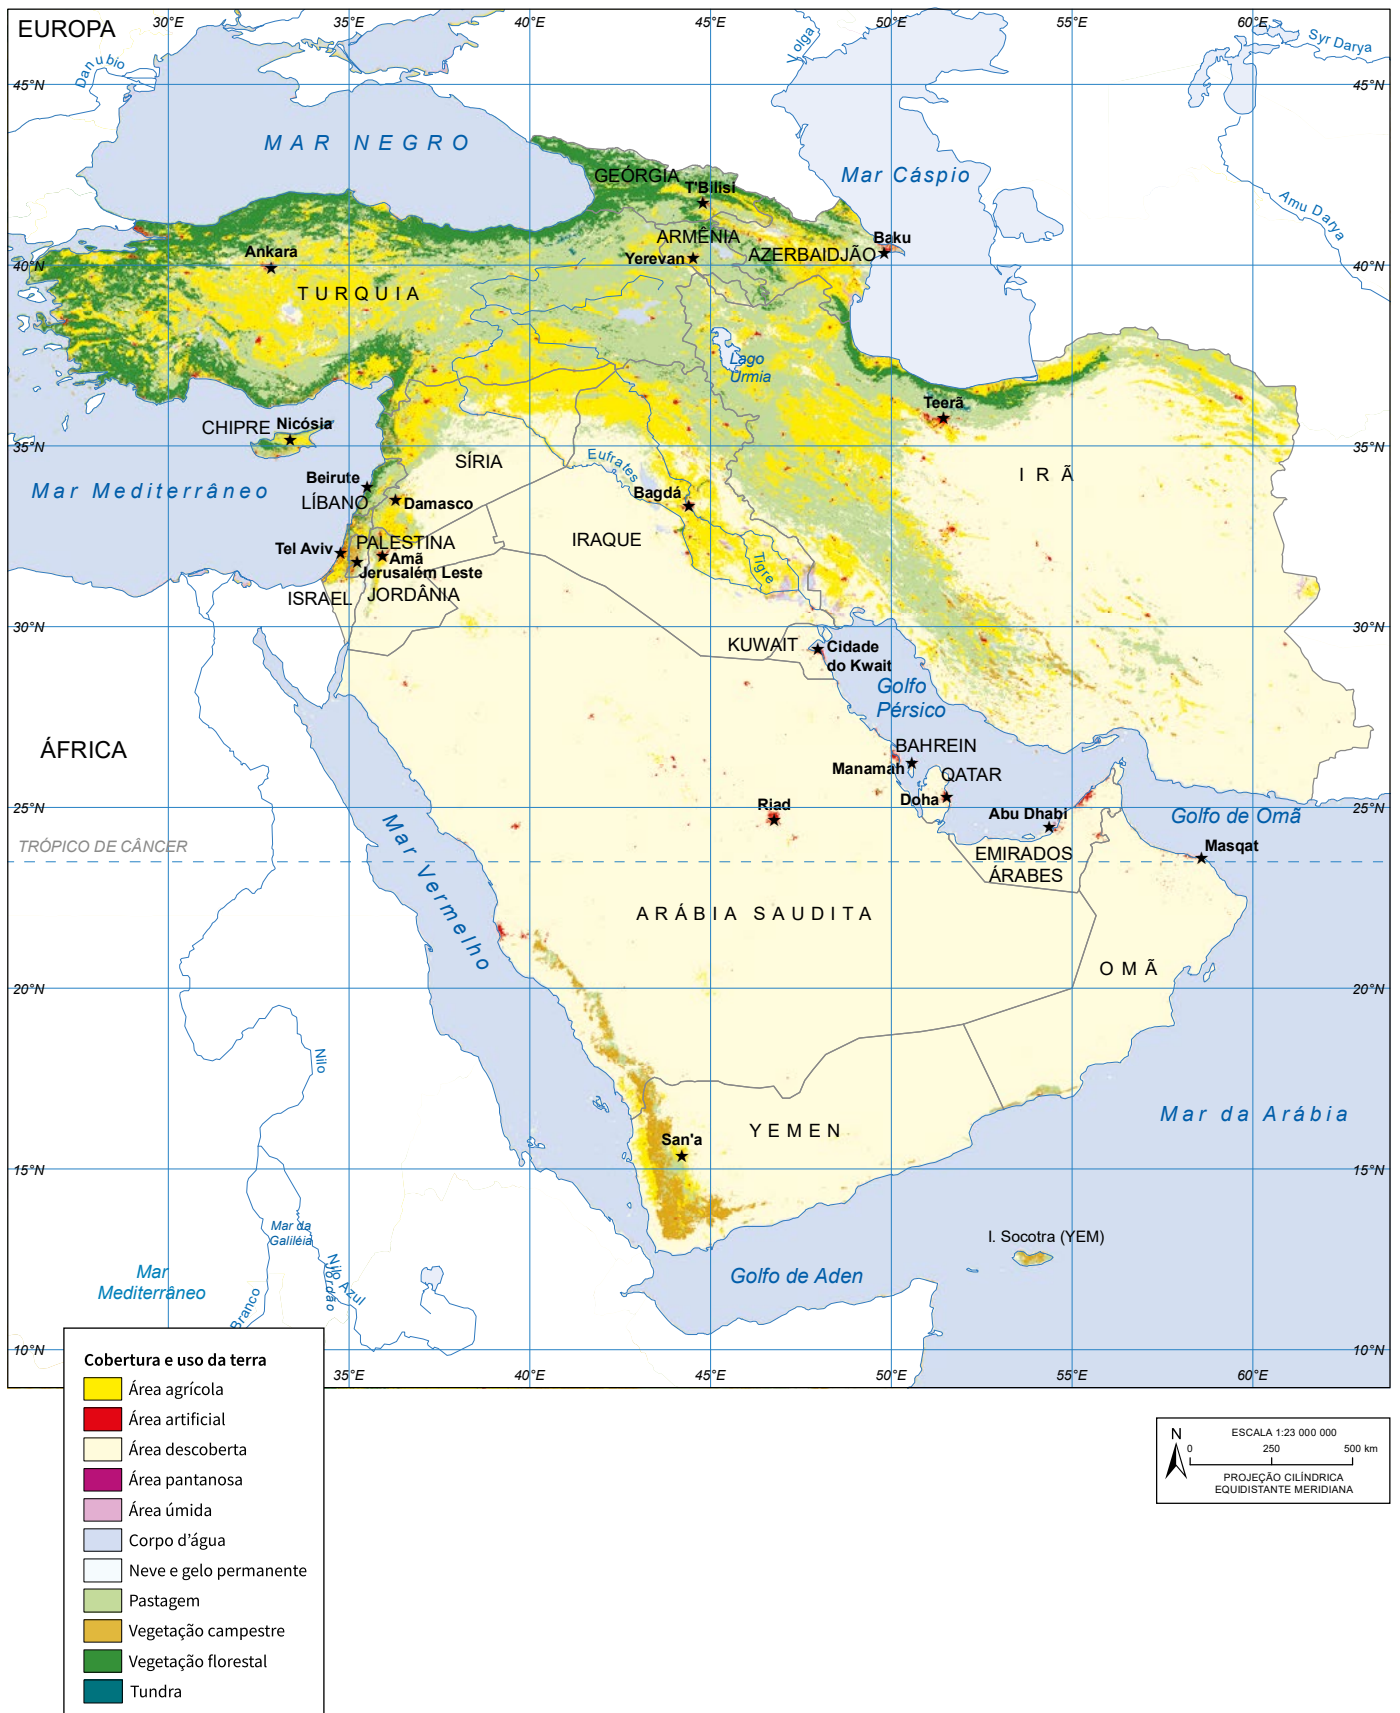 30°E
35°E
40°E
45°E
50°E
55°E
60°E
EUROPA
Danubio
Volga
Syr Darya
45°N
45°N
MAR NEGRO
Mar Cáspio
Amu Darya
GEÓRGIA
T'Bilisi
ARMÊNIA
Yerevan
AZERBAIDJÃO
Baku
Ankara
40°N
40°N
TURQUIA
Lago
Urmia
Teerã
CHIPRE
Nicósia
35°N
35°N
SÍRIA
Eufrates
IRÃ
Beirute
LÍBANO
Damasco
Bagdá
Mar Mediterrâneo
IRAQUE
Tel Aviv
PALESTINA
Amã
Jerusalém Leste
Tigre
ISRAEL
JORDÂNIA
30°N
30°N
KUWAIT
Cidade
do Kwait
Golfo
Pérsico
ÁFRICA
BAHREIN
Manamah
QATAR
Doha
Riad
Abu Dhabi
25°N
25°N
Golfo de Omã
Mar Vermelho
TRÓPICO DE CÂNCER
Masqat
EMIRADOS
ÁRABES
ARÁBIA SAUDITA
OMÃ
20°N
20°N
Nilo
Mar da Arábia
YEMEN
San'a
15°N
15°N
Mar da
Galiléia
I. Socotra (YEM)
Mar
Mediterrâneo
Nilo Azul
Jordão
Branco
Golfo de Aden
10°N
10°N
35°E
40°E
45°E
50°E
55°E
60°E
Cobertura e uso da terra
Área agrícola
Área artificial
Área descoberta
Área pantanosa
Área úmida
Corpo d'água
Neve e gelo permanente
Pastagem
Vegetação campestre
Vegetação florestal
Tundra
N
ESCALA 1:23 000 000
0 250 500 km
PROJEÇÃO CILÍNDRICA
EQUIDISTANTE MERIDIANA